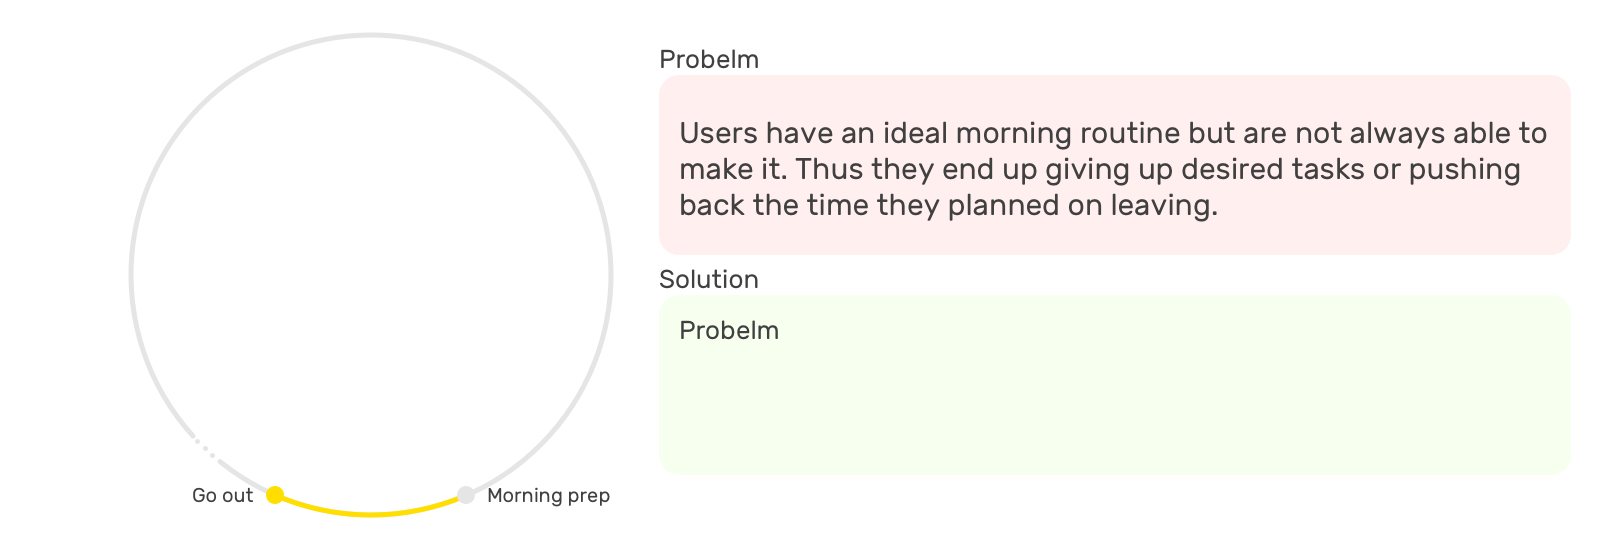 Probelm
Users have an ideal morning routine but are not always able to
make it. Thus they end up giving up desired tasks or pushing
back the time they planned on leaving.
Solution
Probelm
Go out
Morning prep